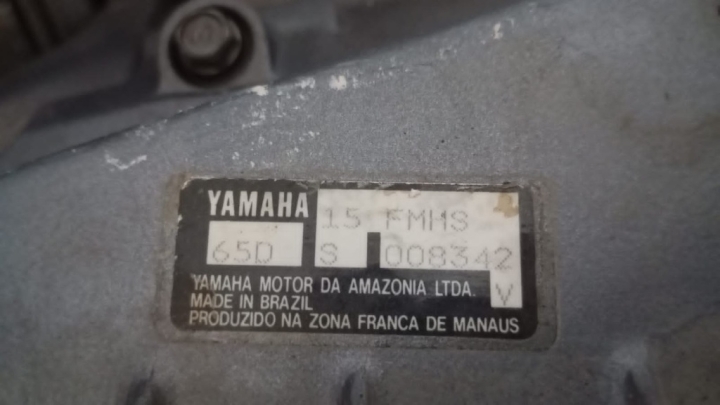 YAMAHA
15 FMHS
65D S 008342
V
YAMAHA MOTOR DA AMAZONIA LTDA.
MADE IN BRAZIL
PRODUZIDO NA ZONA FRANCA DE MANAUS